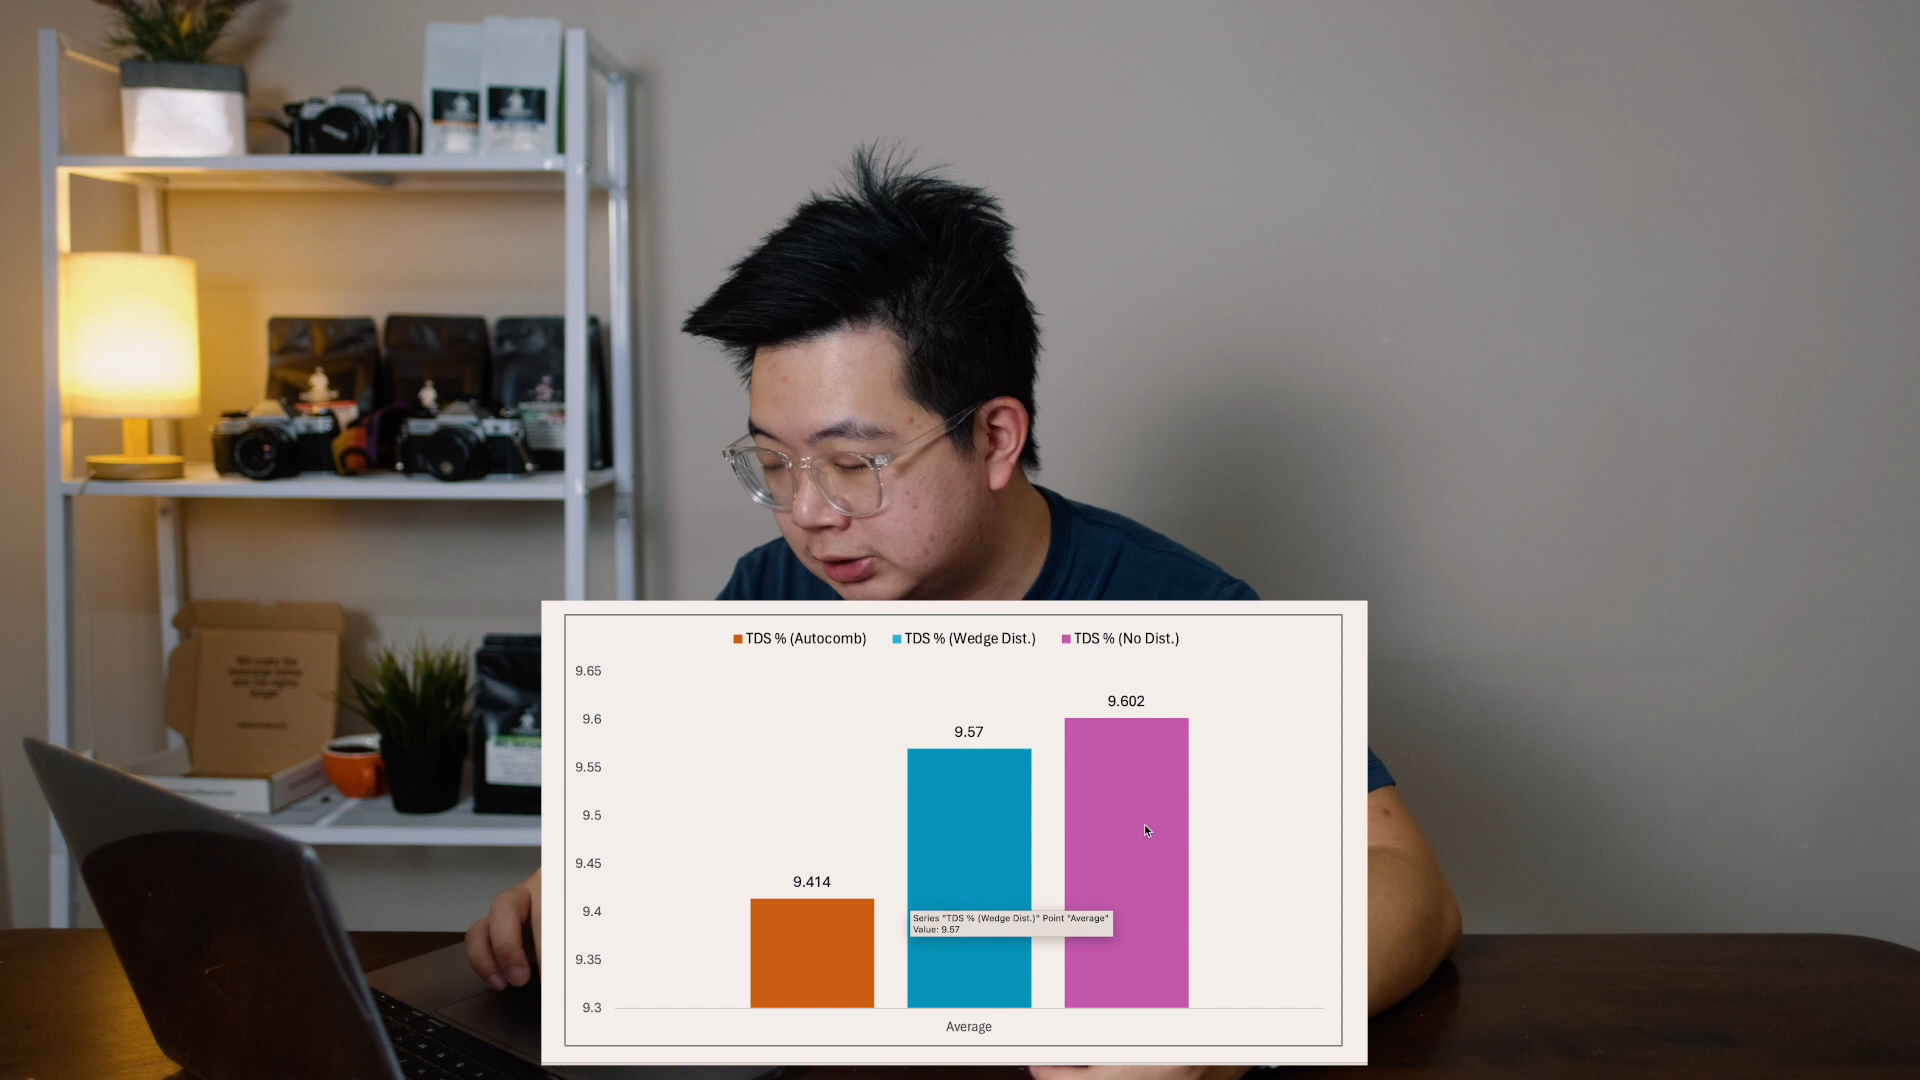 TDS % (Autocomb) TDS % (Wedge Dist.) TDS % (No Dist.)
9.65
9.6
9.55
9.5
9.45
9.4
9.35
9.3
9.414
9.57
9.602
Series "TDS % (Wedge Dist.)" Point "Average"
Value: 9.57
Average